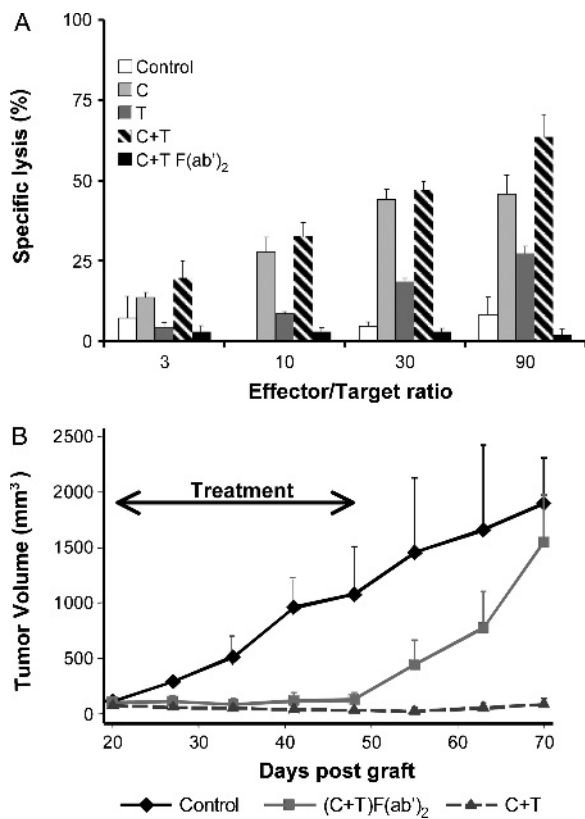 A
100
75
50
25
0
Specific lysis (%)
Control
C
T
C+T
C+T F(ab')₂
3 10 30 90
Effector/Target ratio
B
2500
2000
1500
1000
500
0
Tumor Volume (mm³)
Treatment
20 30 40 50 60 70
Days post graft
Control (C+T)F(ab')₂ C+T